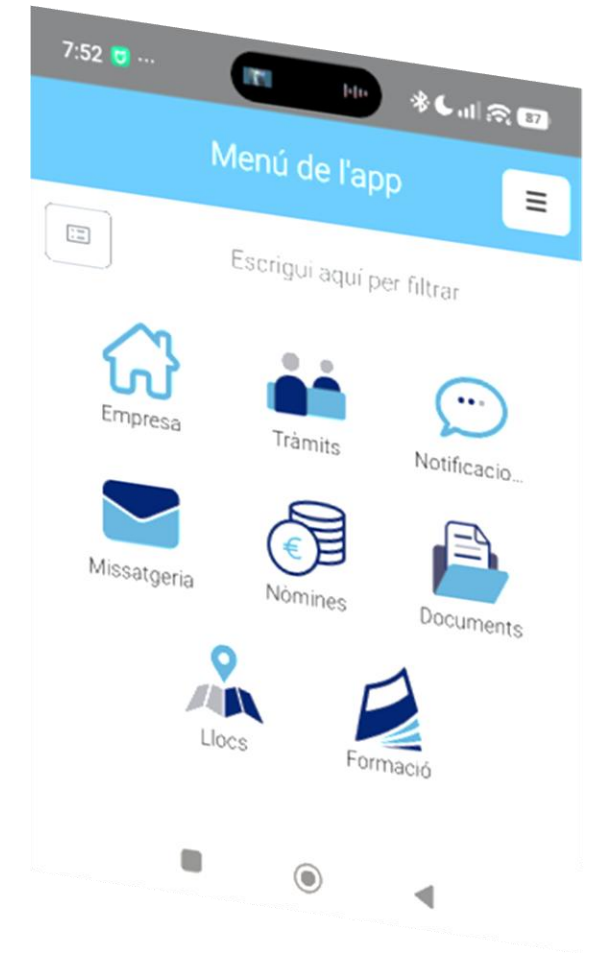 7:52 ...
87
Menú de l'app
Escrigui aquí per filtrar
Empresa
Tràmits
Notificacio...
Missatgeria
Nòmines
Documents
Llocs
Formació